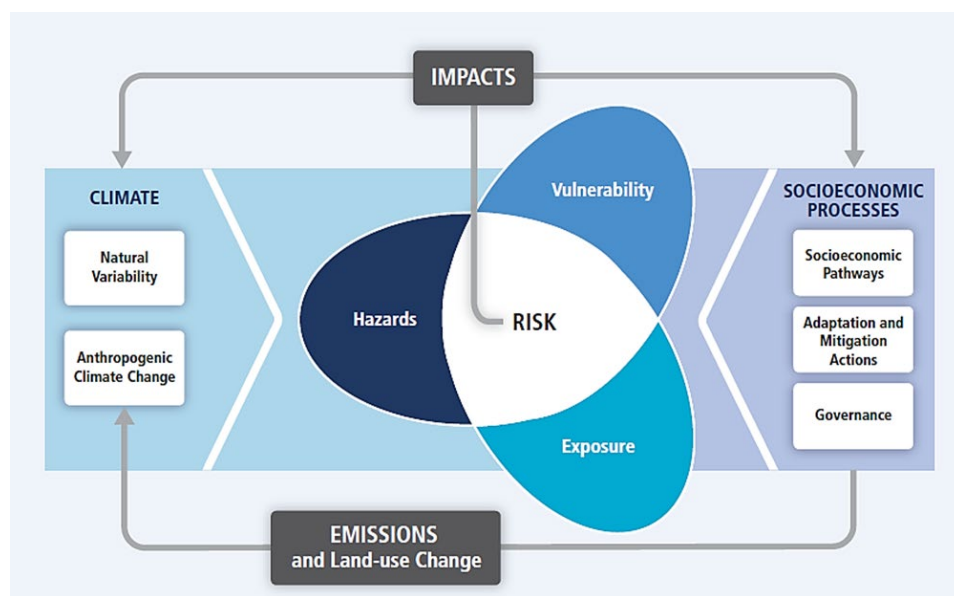 IMPACTS
CLIMATE
Natural
Variability
Anthropogenic
Climate Change
Vulnerability
Hazards
RISK
Exposure
SOCIOECONOMIC
PROCESSES
Socioeconomic
Pathways
Adaptation and
Mitigation
Actions
Governance
EMISSIONS
and Land-use Change